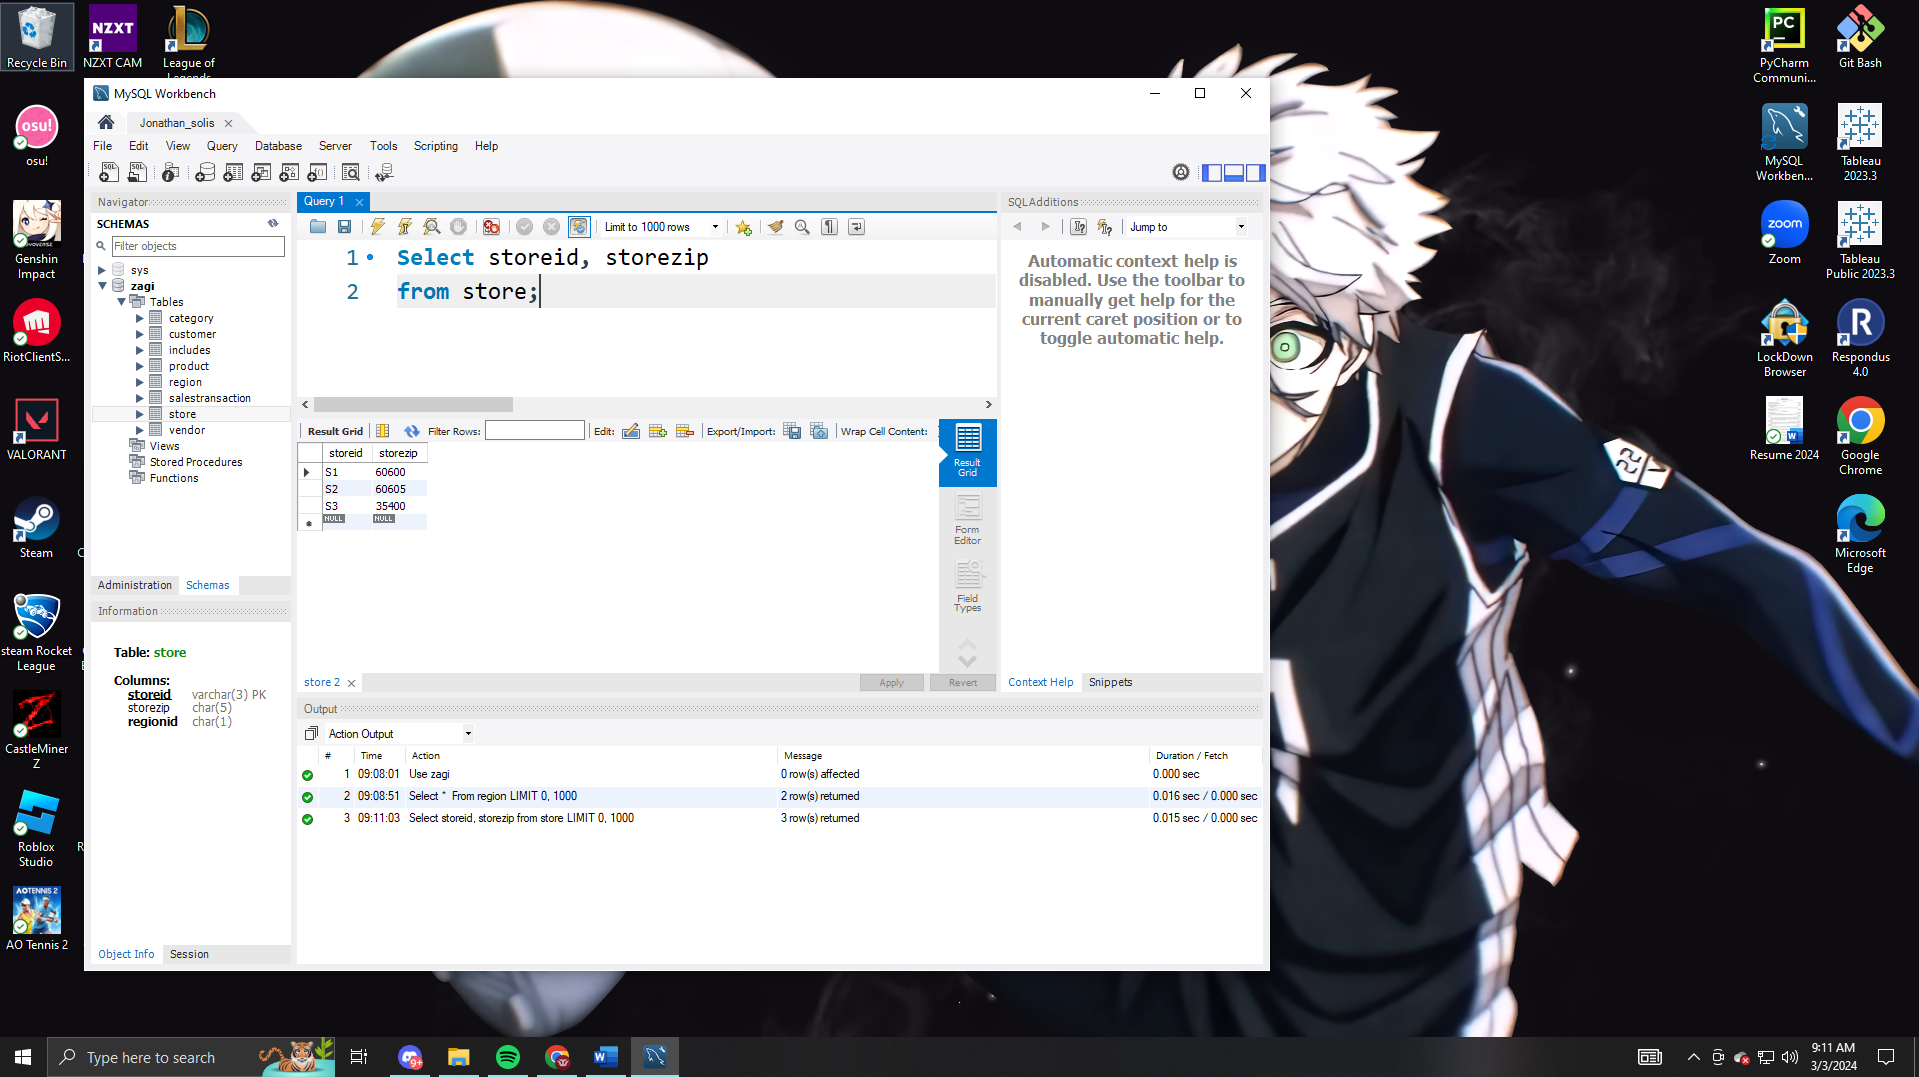 Recycle Bin
NZXT
NZXT CAM
League of
Legends
osu!
osu!
Genshin
Impact
RiotClientS...
VALORANT
Steam
steam Rocket
League
CastleMiner
Z
Roblox
Studio
AO TENNIS 2
AO Tennis 2
PC
PyCharm
Communi...
Git Bash
MySQL
Workben...
Tableau
2023.3
zoom
Zoom
Tableau
Public 2023.3
LockDown
Browser
R
Respondus
4.0
Resume 2024
Google
Chrome
Microsoft
Edge
MySQL Workbench
Jonathan_solis
File Edit View Query Database Server Tools Scripting Help
Navigator
SCHEMAS
Filter objects
sys
zagi
Tables
category
customer
includes
product
region
salestransaction
store
vendor
Views
Stored Procedures
Functions
Administration Schemas
Information
Table: store
Columns:
storeid varchar(3) PK
storezip char(5)
regionid char(1)
Object Info Session
Query 1
Limit to 1000 rows
1 Select storeid, storezip
2 from store;
Result Grid Filter Rows: Edit: Export/Import: Wrap Cell Content:
storeid storezip
S1 60600
S2 60605
S3 35400
NULL NULL
Result
Grid
Form
Editor
Field
Types
store 2
Apply Revert
SQLAdditions
Jump to
Automatic context help is
disabled. Use the toolbar to
manually get help for the
current caret position or to
toggle automatic help.
Context Help Snippets
Output
Action Output
# Time Action Message Duration / Fetch
1 09:08:01 Use zagi 0 row(s) affected 0.000 sec
2 09:08:51 Select * From region LIMIT 0, 1000 2 row(s) returned 0.016 sec / 0.000 sec
3 09:11:03 Select storeid, storezip from store LIMIT 0, 1000 3 row(s) returned 0.015 sec / 0.000 sec
Type here to search
9:11 AM
3/3/2024